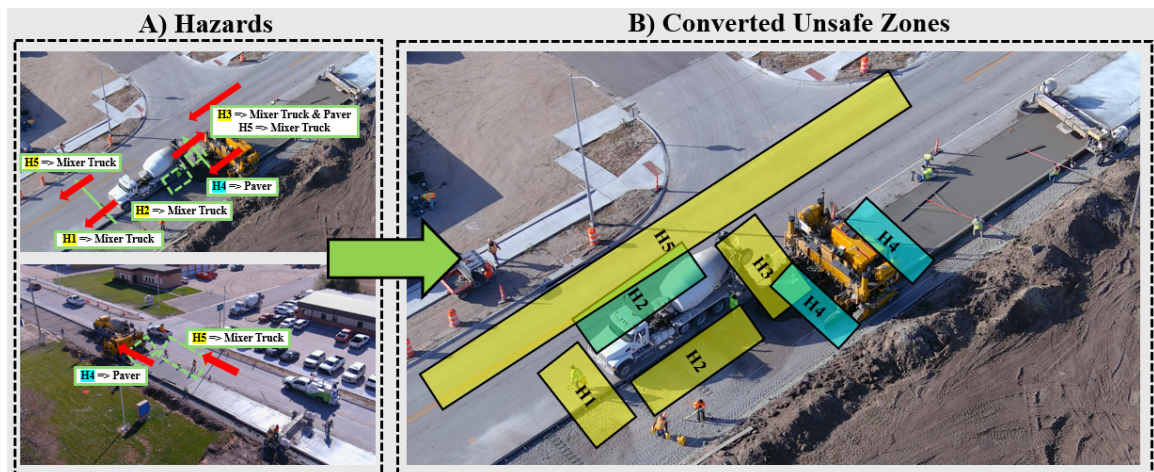 A) Hazards
B) Converted Unsafe Zones
H3 => Mixer Truck & Paver
H5 => Mixer Truck
H5 => Mixer Truck
H4 => Paver
H2 => Mixer Truck
H1 => Mixer Truck
H5 => Mixer Truck
H4 => Paver
H5
H2
H3
H4
H4
H2
H1